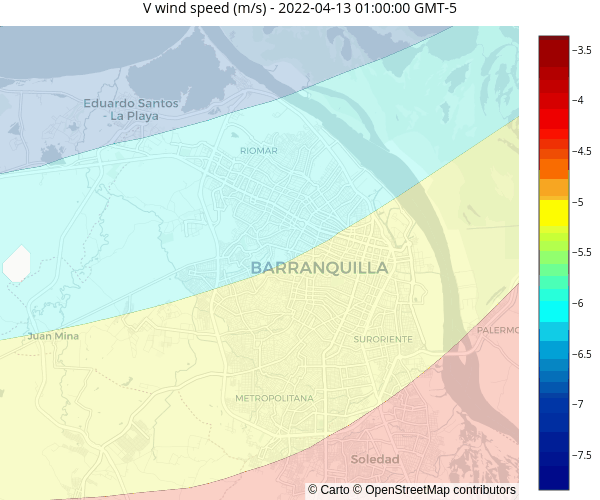 V wind speed (m/s) - 2022-04-13 01:00:00 GMT-5
−3.5
−4
−4.5
−5
−5.5
−6
−6.5
−7
−7.5
Eduardo Santos
- La Playa
RIOMAR
BARRANQUILLA
Juan Mina
SURORIENTE
PALERMO
METROPOLITANA
Soledad
© Carto © OpenStreetMap contributors